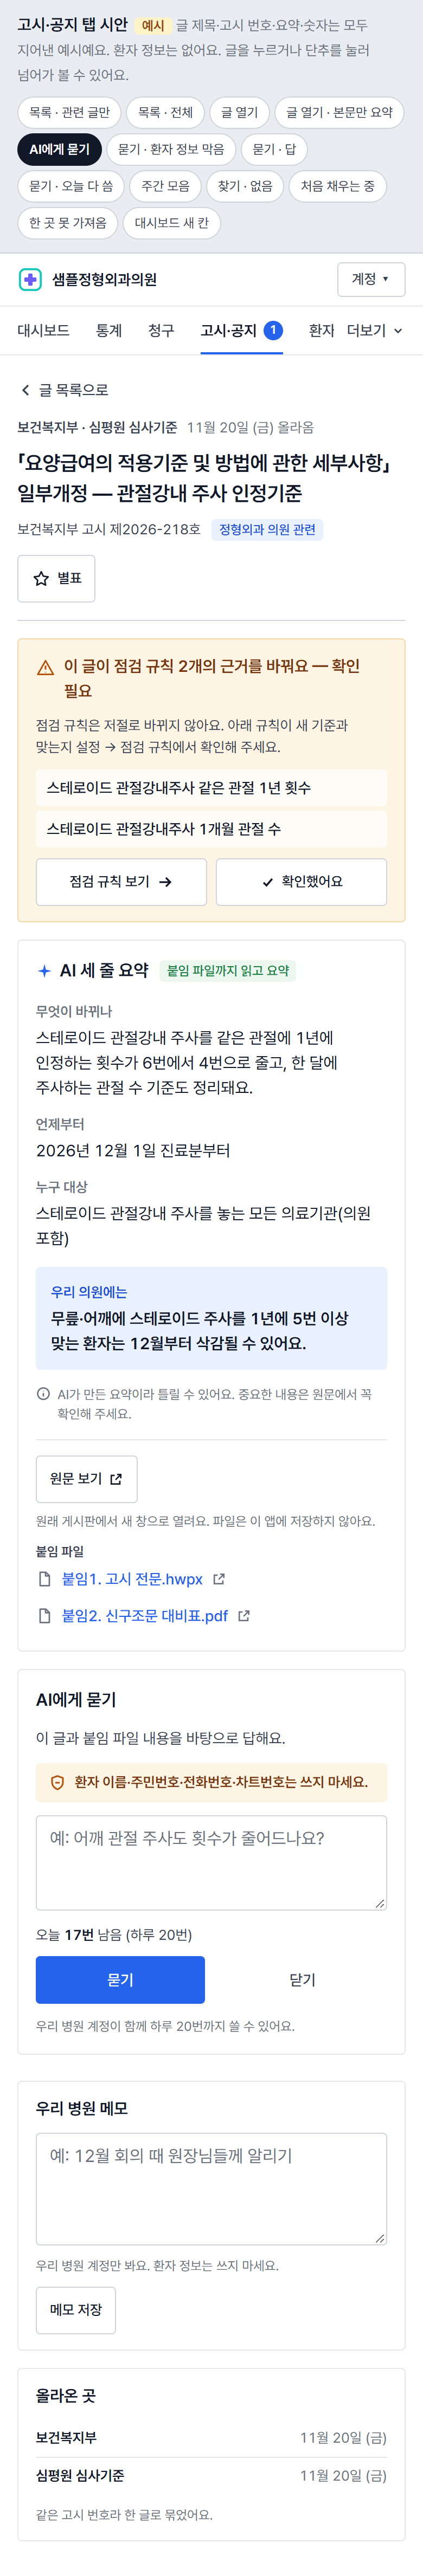 고시·공지 탭 시안 예시 글 제목·고시 번호·요약·숫자는 모두
지어낸 예시예요. 환자 정보는 없어요. 글을 누르거나 단추를 눌러
넘어가 볼 수 있어요.
목록 · 관련 글만 목록 · 전체 글 열기 글 열기 · 본문만 요약
AI에게 묻기 묻기 · 환자 정보 막음 묻기 · 답
묻기 · 오늘 다 씀 주간 모음 찾기 · 없음 처음 채우는 중
한 곳 못 가져옴 대시보드 새 칸
샘플정형외과의원 계정
대시보드 통계 청구 고시·공지 1 환자 더보기
글 목록으로
보건복지부 · 심평원 심사기준 11월 20일 (금) 올라옴
「요양급여의 적용기준 및 방법에 관한 세부사항」
일부개정 — 관절강내 주사 인정기준
보건복지부 고시 제2026-218호 정형외과 의원 관련
별표
이 글이 점검 규칙 2개의 근거를 바꿔요 — 확인
필요
점검 규칙은 저절로 바뀌지 않아요. 아래 규칙이 새 기준과
맞는지 설정 → 점검 규칙에서 확인해 주세요.
스테로이드 관절강내주사 같은 관절 1년 횟수
스테로이드 관절강내주사 1개월 관절 수
점검 규칙 보기 → 확인했어요
AI 세 줄 요약 붙임 파일까지 읽고 요약
무엇이 바뀌나
스테로이드 관절강내 주사를 같은 관절에 1년에
인정하는 횟수가 6번에서 4번으로 줄고, 한 달에
주사하는 관절 수 기준도 정리돼요.
언제부터
2026년 12월 1일 진료분부터
누구 대상
스테로이드 관절강내 주사를 놓는 모든 의료기관(의원
포함)
우리 의원에는
무릎·어깨에 스테로이드 주사를 1년에 5번 이상
맞는 환자는 12월부터 삭감될 수 있어요.
AI가 만든 요약이라 틀릴 수 있어요. 중요한 내용은 원문에서 꼭
확인해 주세요.
원문 보기
원래 게시판에서 새 창으로 열려요. 파일은 이 앱에 저장하지 않아요.
붙임 파일
붙임1. 고시 전문.hwpx
붙임2. 신구조문 대비표.pdf
AI에게 묻기
이 글과 붙임 파일 내용을 바탕으로 답해요.
환자 이름·주민번호·전화번호·차트번호는 쓰지 마세요.
예: 어깨 관절 주사도 횟수가 줄어드나요?
오늘 17번 남음 (하루 20번)
묻기 닫기
우리 병원 계정이 함께 하루 20번까지 쓸 수 있어요.
우리 병원 메모
예: 12월 회의 때 원장님들께 알리기
우리 병원 계정만 봐요. 환자 정보는 쓰지 마세요.
메모 저장
올라온 곳
보건복지부 11월 20일 (금)
심평원 심사기준 11월 20일 (금)
같은 고시 번호라 한 글로 묶었어요.